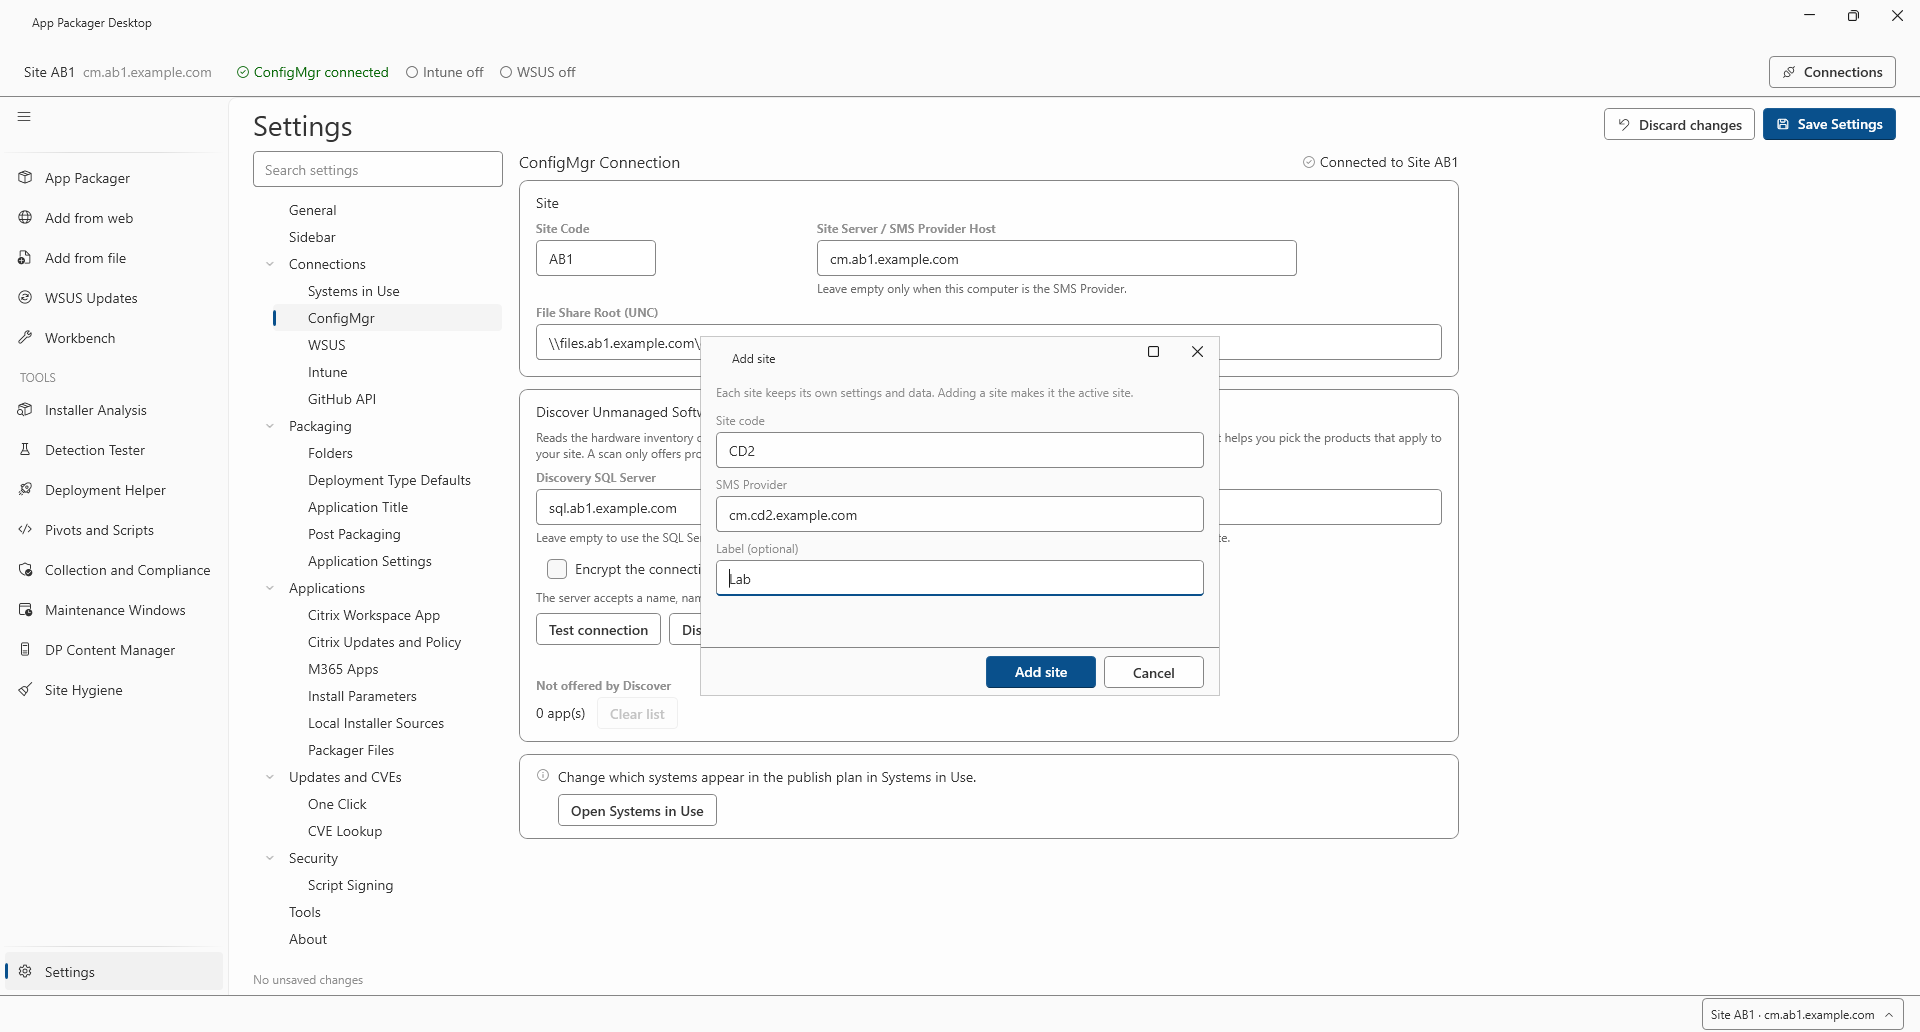 App Packager Desktop
Site AB1 cm.ab1.example.com ConfigMgr connected Intune off WSUS off
Connections
Settings
Discard changes
Save Settings
Search settings
App Packager
Add from web
Add from file
WSUS Updates
Workbench
TOOLS
Installer Analysis
Detection Tester
Deployment Helper
Pivots and Scripts
Collection and Compliance
Maintenance Windows
DP Content Manager
Site Hygiene
Settings
General
Sidebar
Connections
Systems in Use
ConfigMgr
WSUS
Intune
GitHub API
Packaging
Folders
Deployment Type Defaults
Application Title
Post Packaging
Application Settings
Applications
Citrix Workspace App
Citrix Updates and Policy
M365 Apps
Install Parameters
Local Installer Sources
Packager Files
Updates and CVEs
One Click
CVE Lookup
Security
Script Signing
Tools
About
No unsaved changes
ConfigMgr Connection
Connected to Site AB1
Site
Site Code
AB1
Site Server / SMS Provider Host
cm.ab1.example.com
Leave empty only when this computer is the SMS Provider.
File Share Root (UNC)
\\files.ab1.example.com\
Discover Unmanaged
Reads the hardware inventory
helps you pick the products that apply to
your site. A scan only offers
Discovery SQL Server
sql.ab1.example.com
Leave empty to use the SQL
Encrypt the
The server accepts a name,
Test connection
Not offered by Discover
0 app(s)
Clear list
Change which systems appear in the publish plan in Systems in Use.
Open Systems in Use
Add site
Each site keeps its own settings and data. Adding a site makes it the active site.
Site code
CD2
SMS Provider
cm.cd2.example.com
Label (optional)
Lab
Add site
Cancel
Site AB1 · cm.ab1.example.com